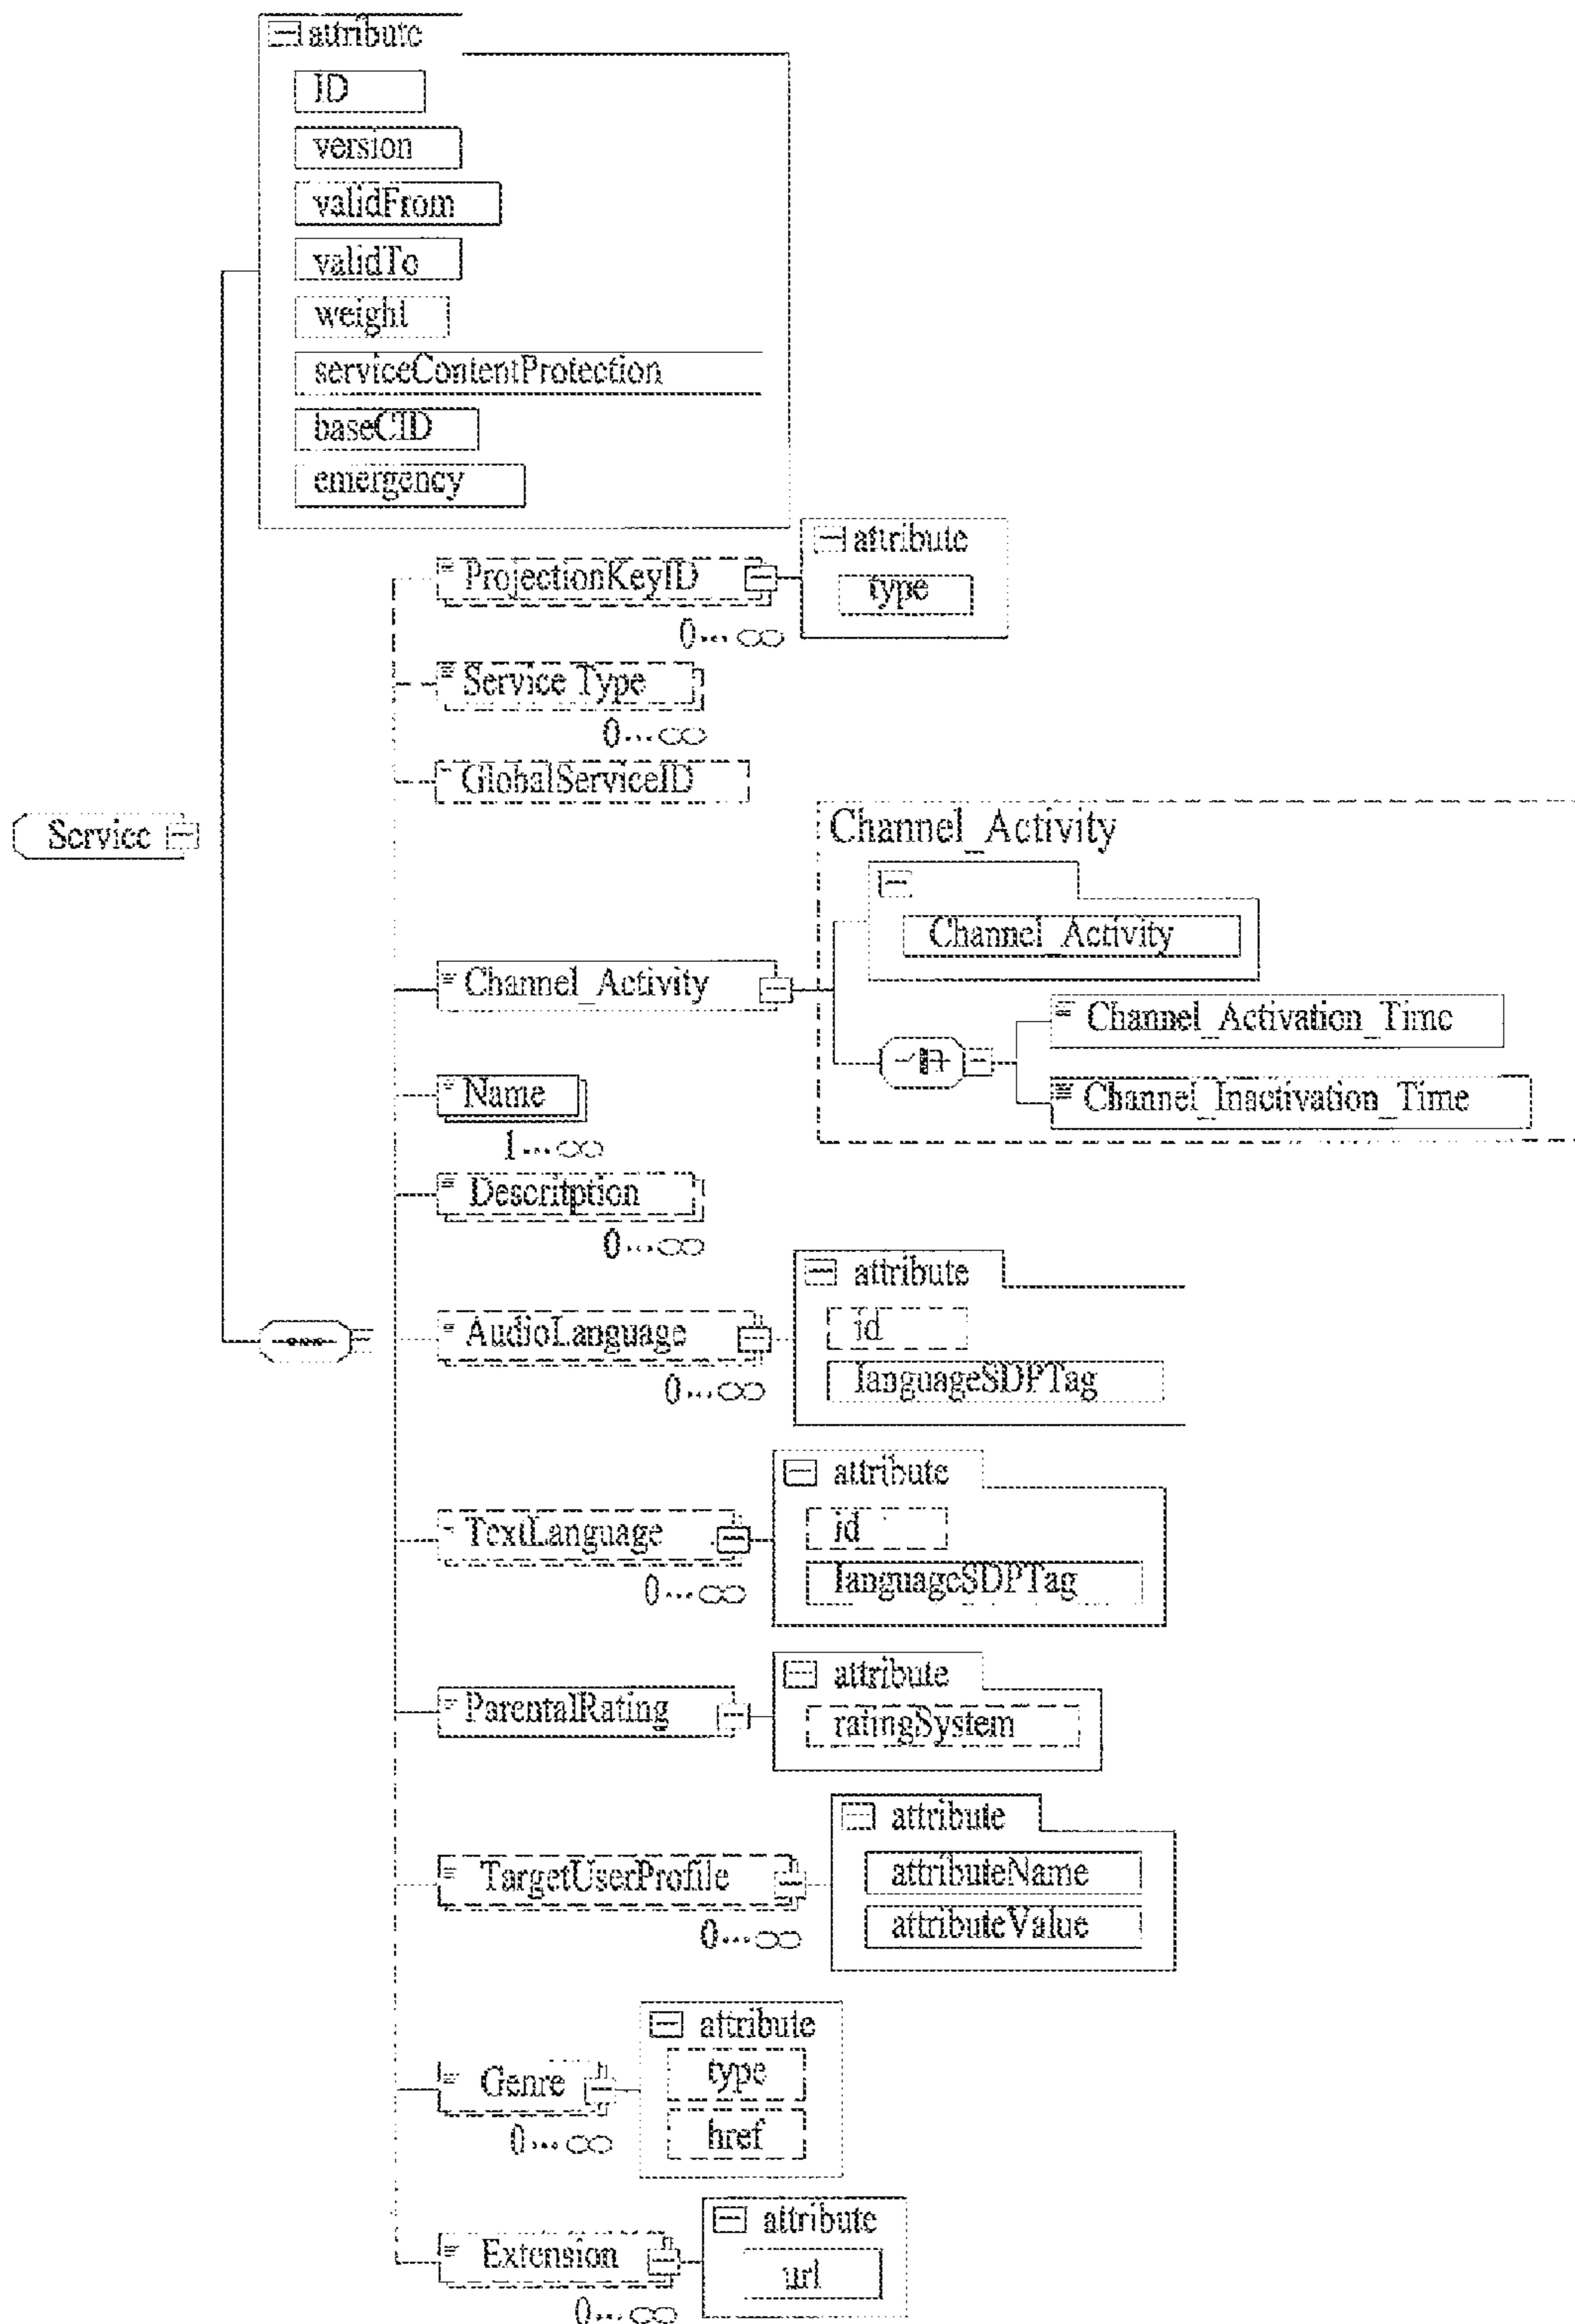 attribute
ID
version
validFrom
validTo
weight
serviceContentProtection
baseCID
emergency
ProjectionKeyID
0...∞
attribute
type
Service Type
0...∞
GlobalServiceID
Service
Channel_Activity
Channel_Activity
Channel_Activity
Channel_Activation_Time
Channel_Inactivation_Time
Name
1...∞
Descritption
0...∞
AudioLanguage
0...∞
attribute
id
languageSDPTag
TextLanguage
0...∞
attribute
id
languageSDPTag
ParentalRating
attribute
ratingSystem
TargetUserProfile
0...∞
attribute
attributeName
attributeValue
Genre
0...∞
attribute
type
href
Extension
0...∞
attribute
url